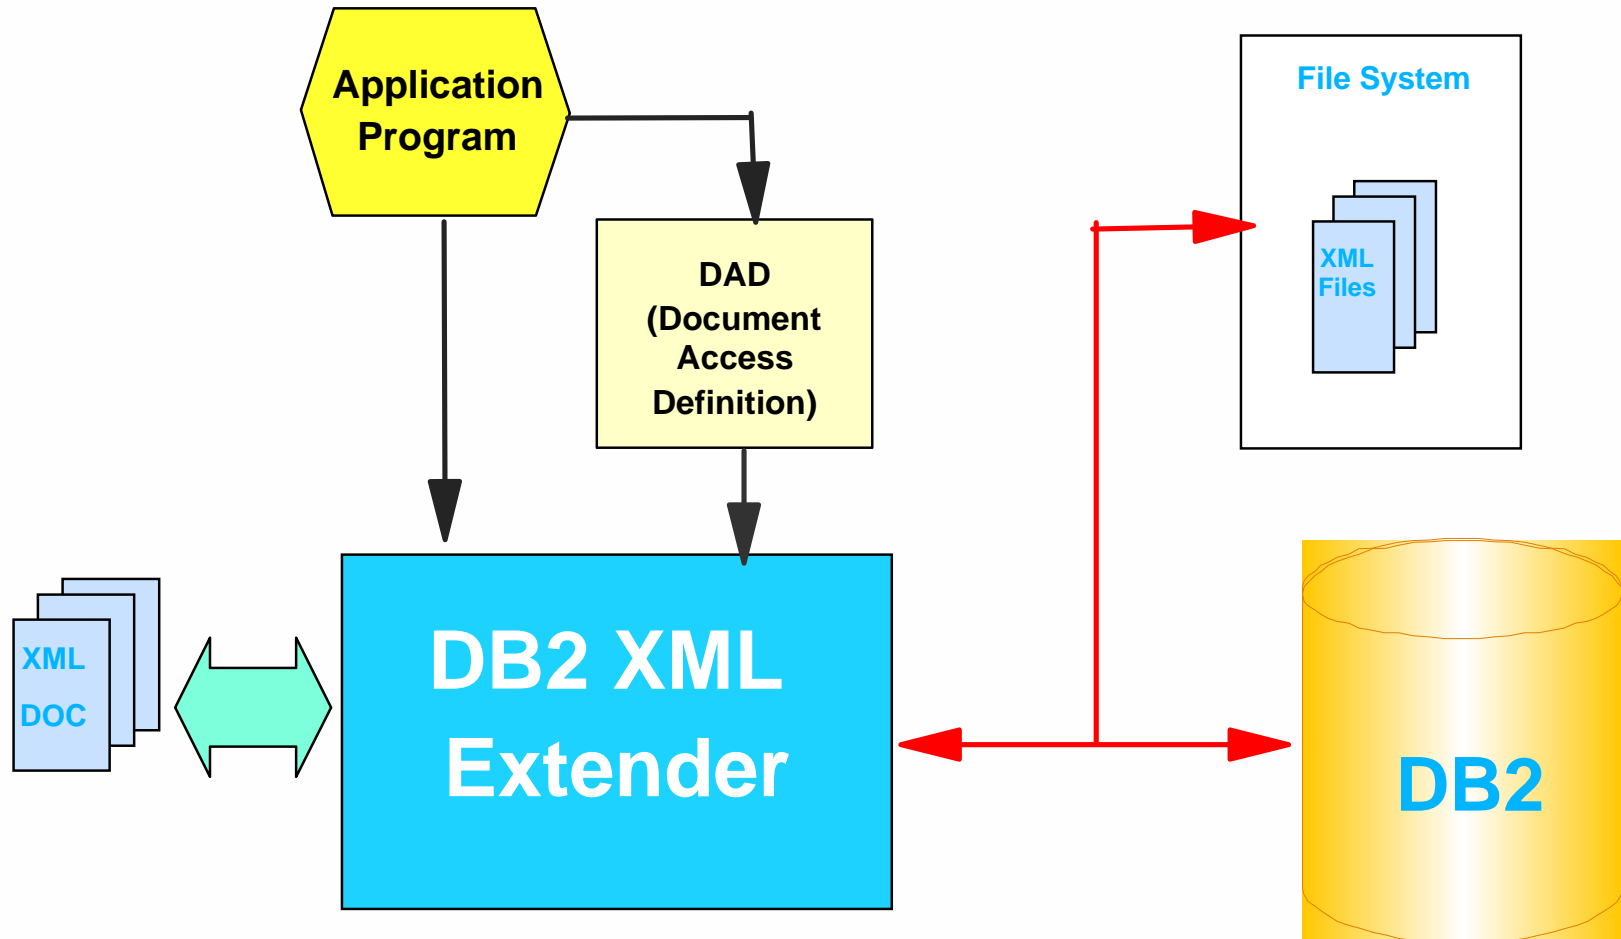 Application
Program
File System
XML
Files
DAD
(Document
Access
Definition)
XML
DOC
DB2 XML
Extender
DB2